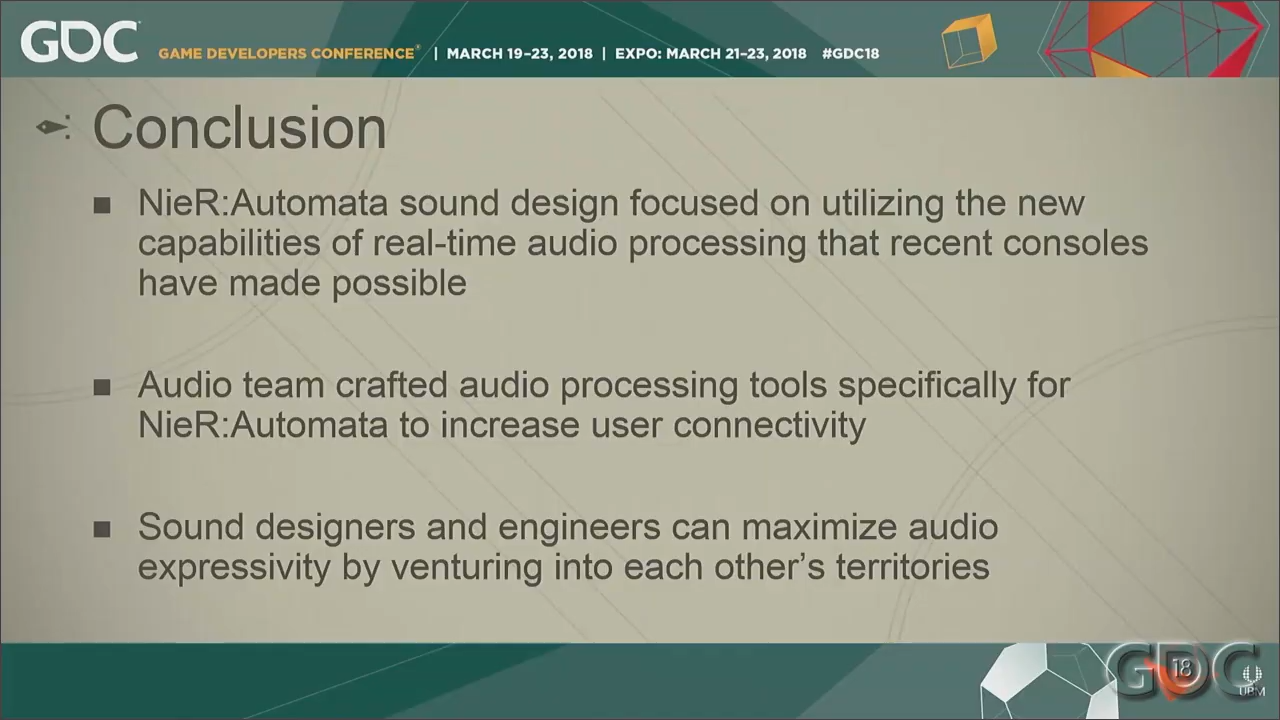 GDC GAME DEVELOPERS CONFERENCE® | MARCH 19–23, 2018 | EXPO: MARCH 21–23, 2018 #GDC18
Conclusion
■ NieR:Automata sound design focused on utilizing the new
capabilities of real-time audio processing that recent consoles
have made possible
■ Audio team crafted audio processing tools specifically for
NieR:Automata to increase user connectivity
■ Sound designers and engineers can maximize audio
expressivity by venturing into each other’s territories
GDC 18
UBM